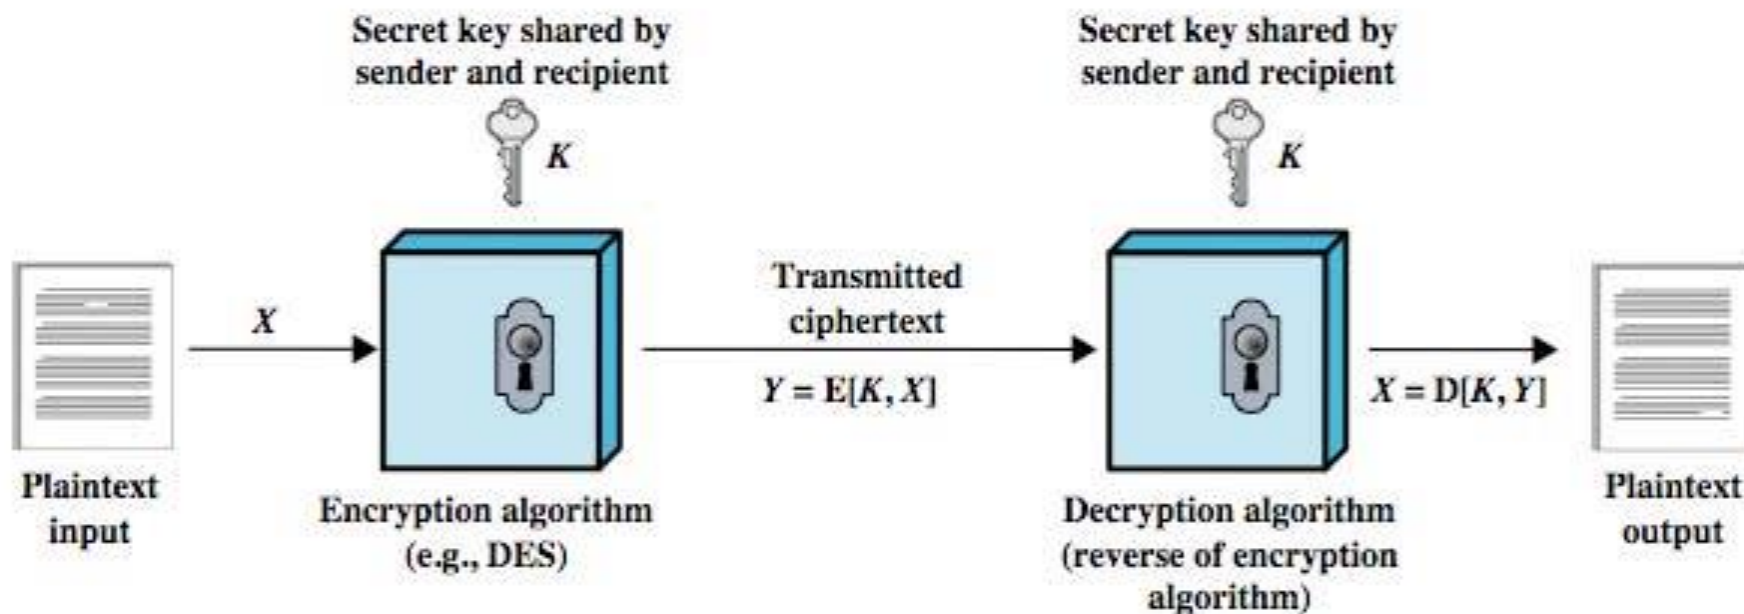 Secret key shared by
sender and recipient
K
Secret key shared by
sender and recipient
K
X
Transmitted
ciphertext
Y = E[K, X]
X = D[K, Y]
Plaintext
input
Encryption algorithm
(e.g., DES)
Decryption algorithm
(reverse of encryption
algorithm)
Plaintext
output